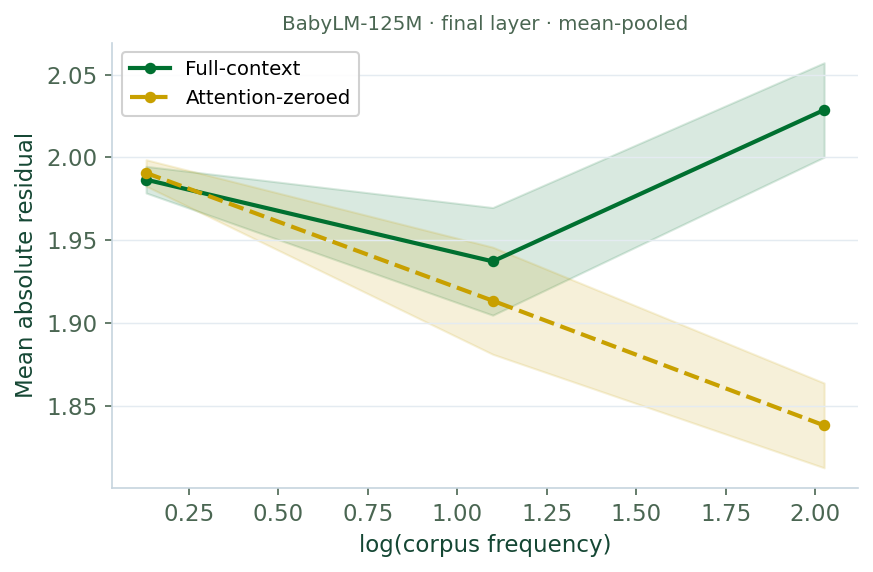 BabyLM-125M · final layer · mean-pooled
Full-context
Attention-zeroed
Mean absolute residual
2.05
2.00
1.95
1.90
1.85
0.25 0.50 0.75 1.00 1.25 1.50 1.75 2.00
log(corpus frequency)